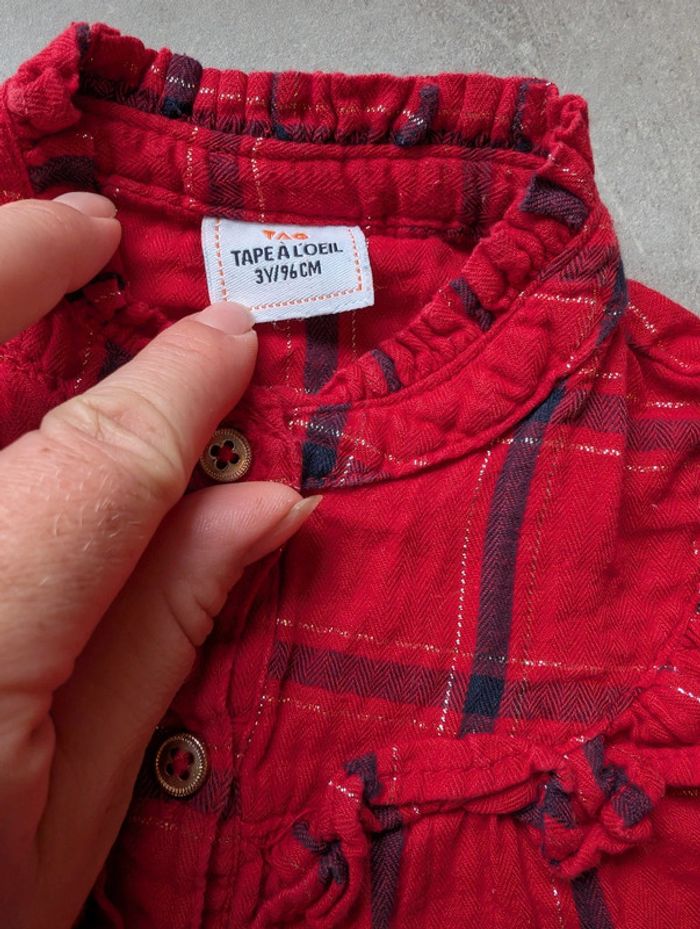 TAO
TAPE À L'OEIL
3Y/96CM